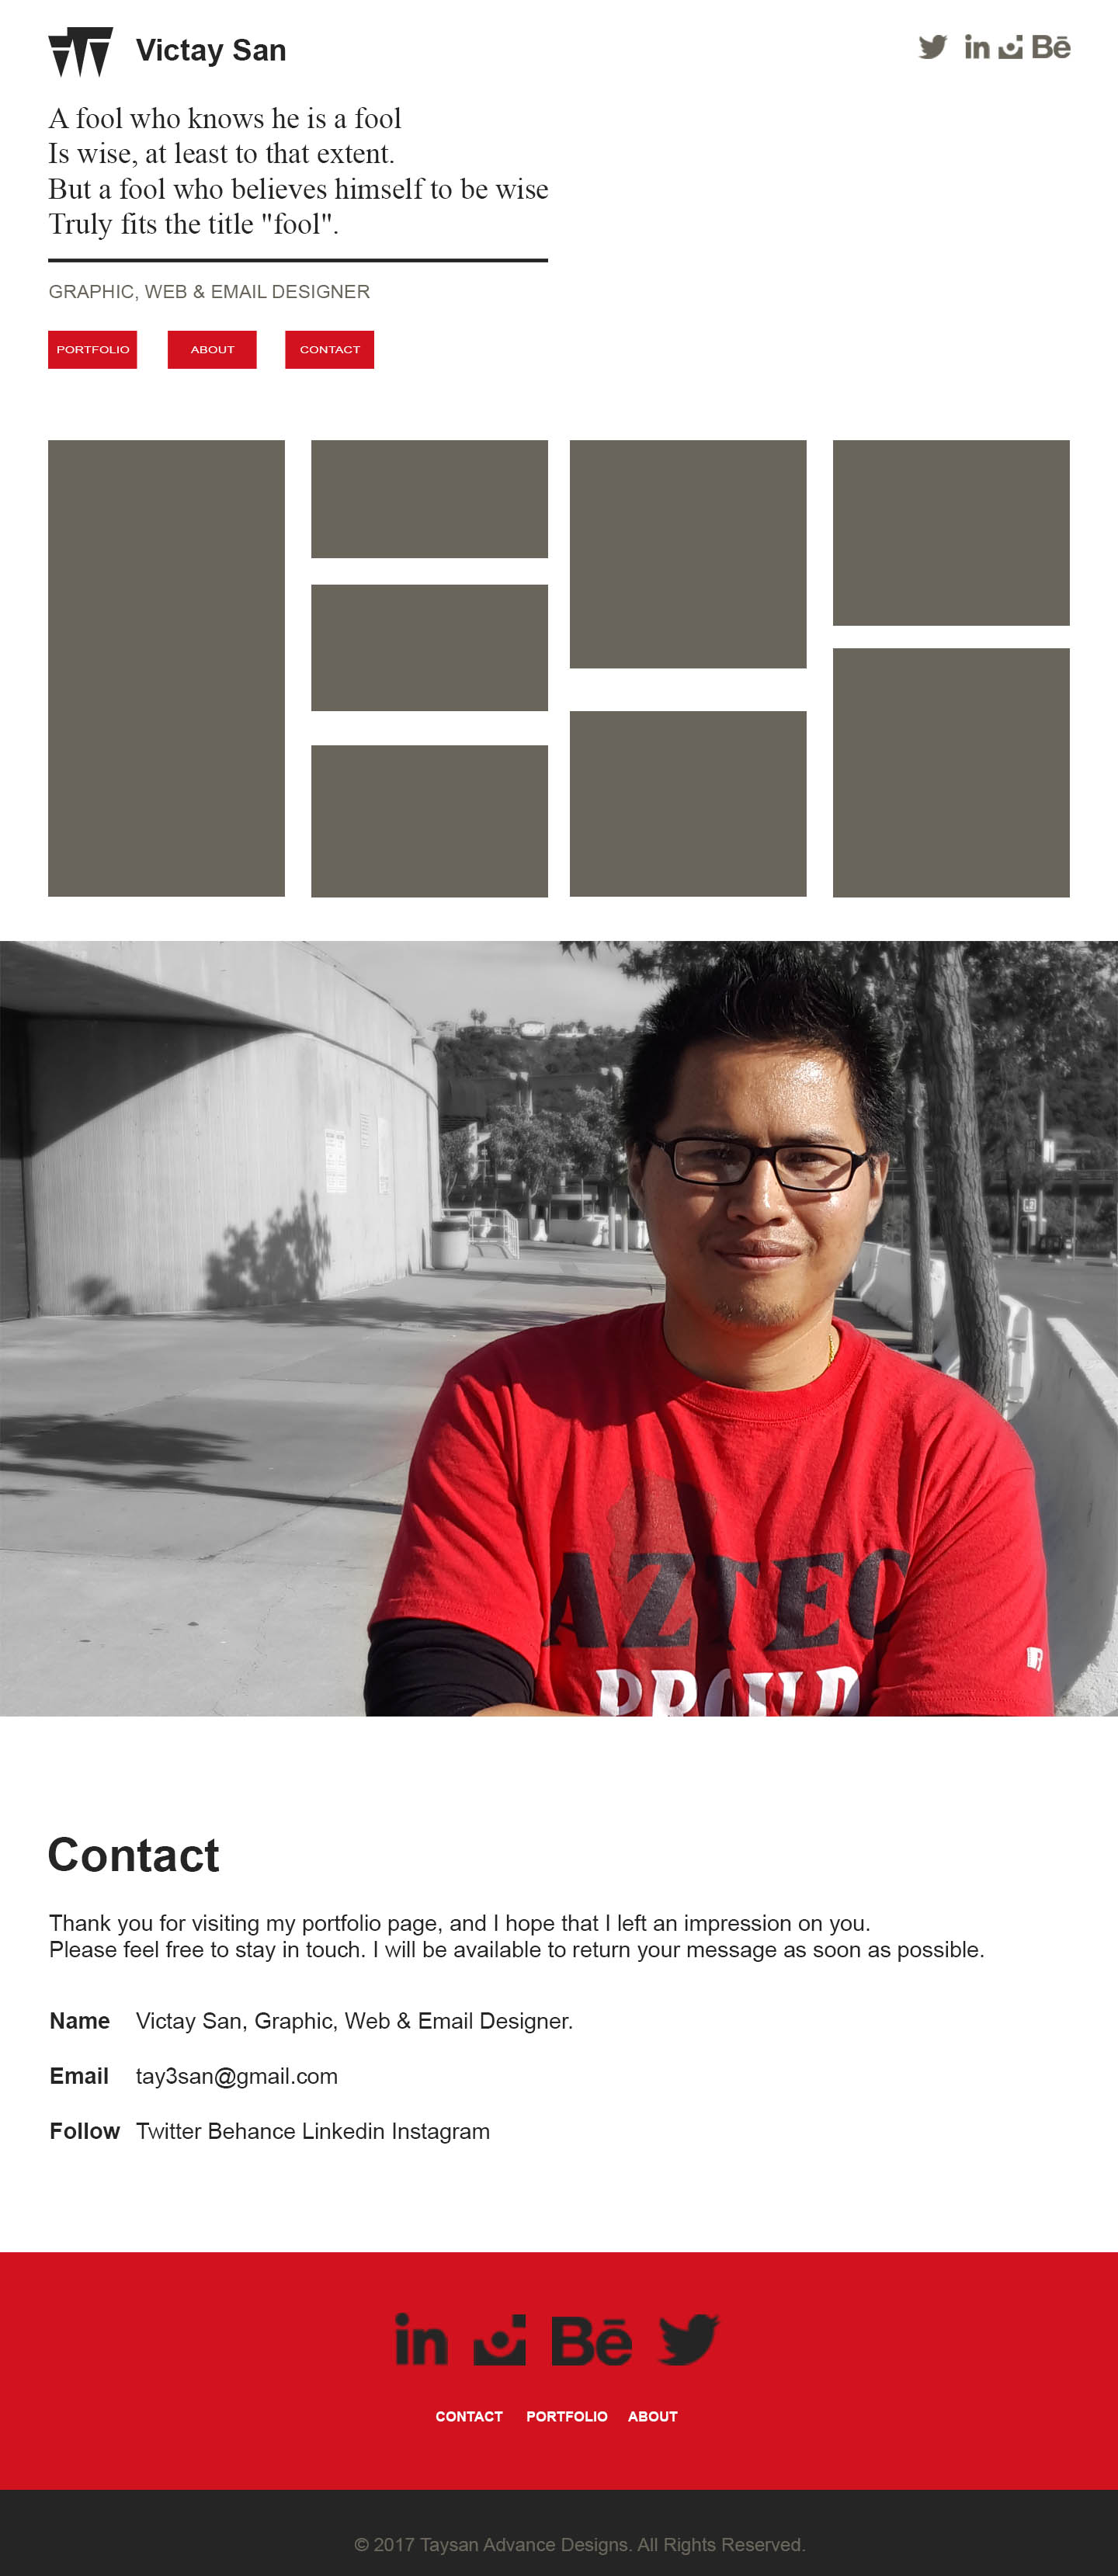 Victay San
in Bē
A fool who knows he is a fool
Is wise, at least to that extent.
But a fool who believes himself to be wise
Truly fits the title "fool".
GRAPHIC, WEB & EMAIL DESIGNER
PORTFOLIO ABOUT CONTACT
AZTEC
PROUD
Contact
Thank you for visiting my portfolio page, and I hope that I left an impression on you.
Please feel free to stay in touch. I will be available to return your message as soon as possible.
Name Victay San, Graphic, Web & Email Designer.
Email tay3san@gmail.com
Follow Twitter Behance Linkedin Instagram
in Bē
CONTACT PORTFOLIO ABOUT
© 2017 Taysan Advance Designs. All Rights Reserved.